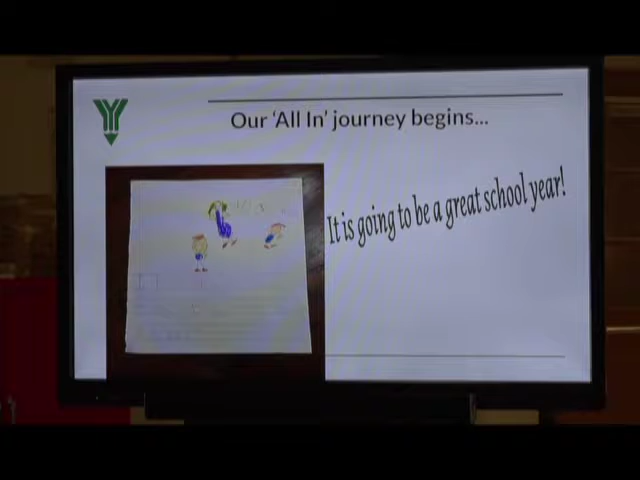 Our ‘All In’ journey begins...
It is going to be a great school year!